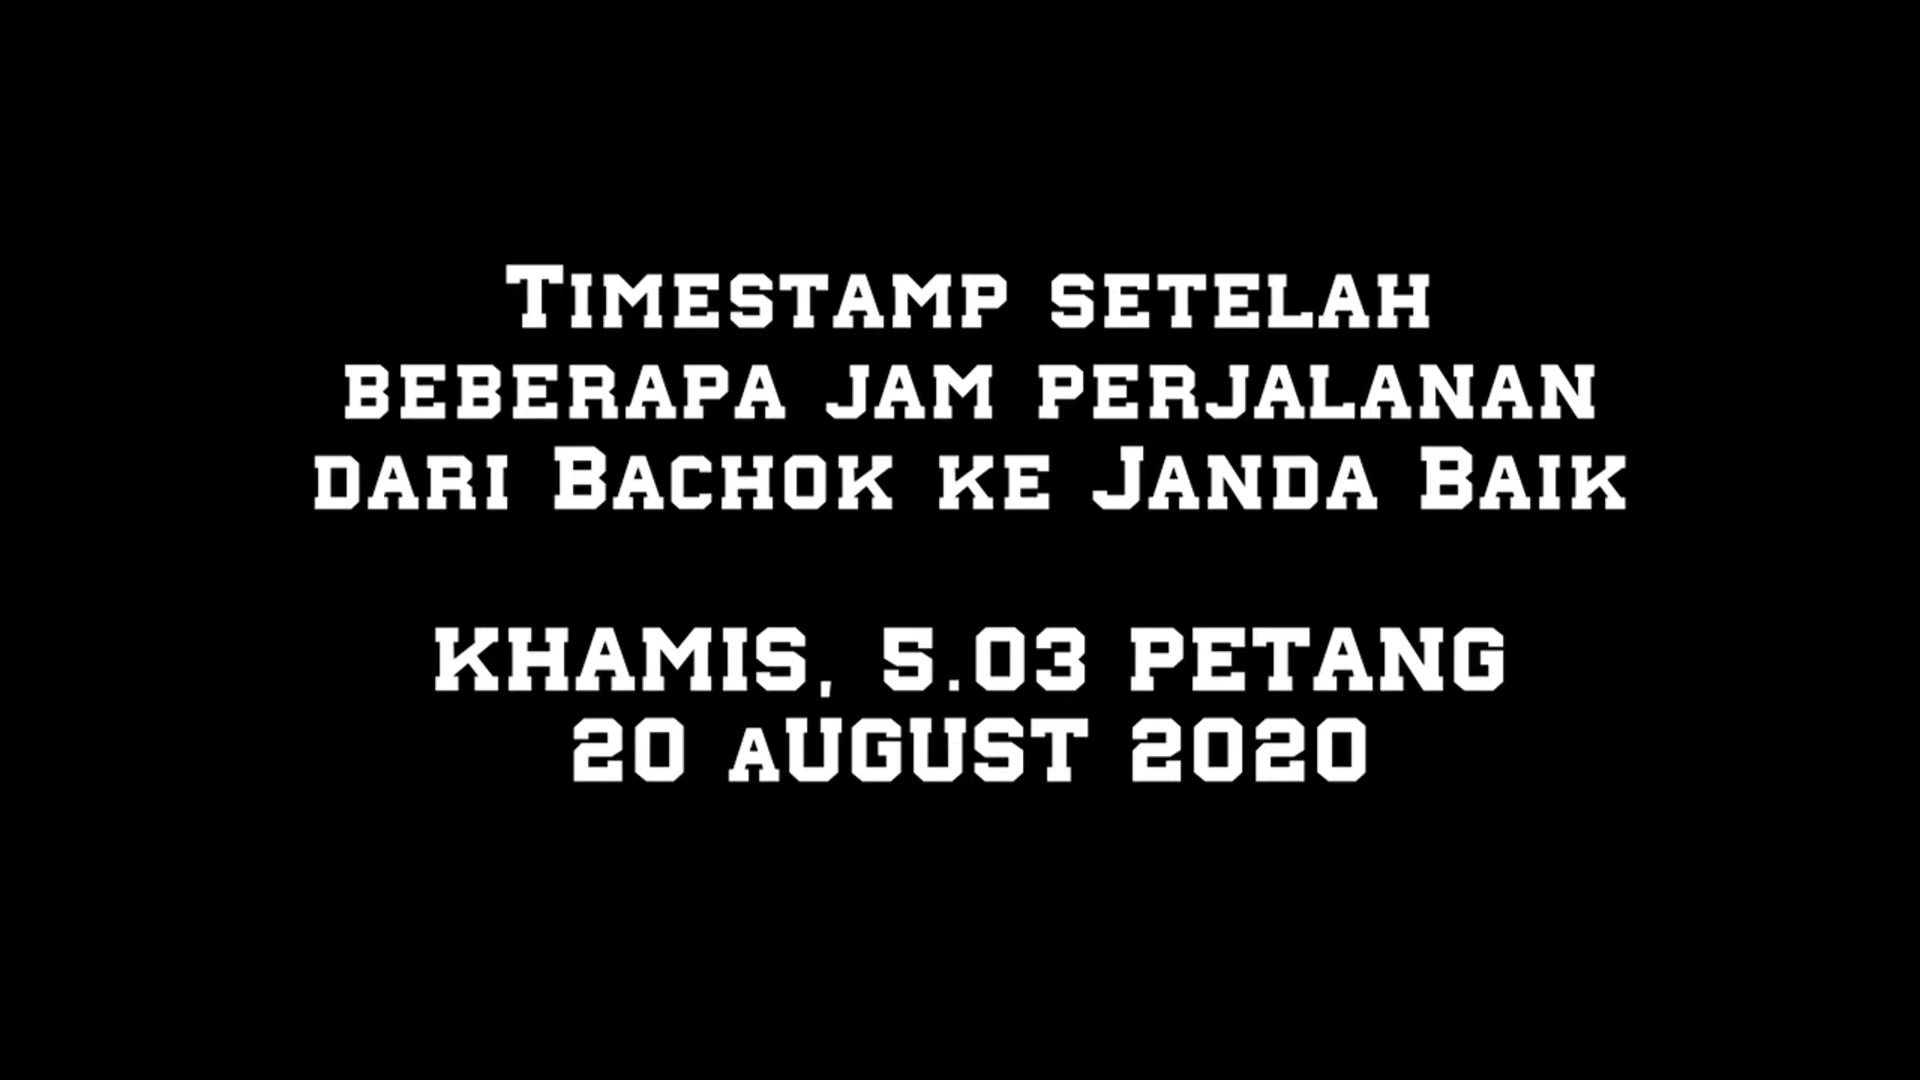 Timestamp setelah
beberapa jam perjalanan
dari Bachok ke Janda Baik
KHAMIS, 5.03 PETANG
20 aUGUST 2020